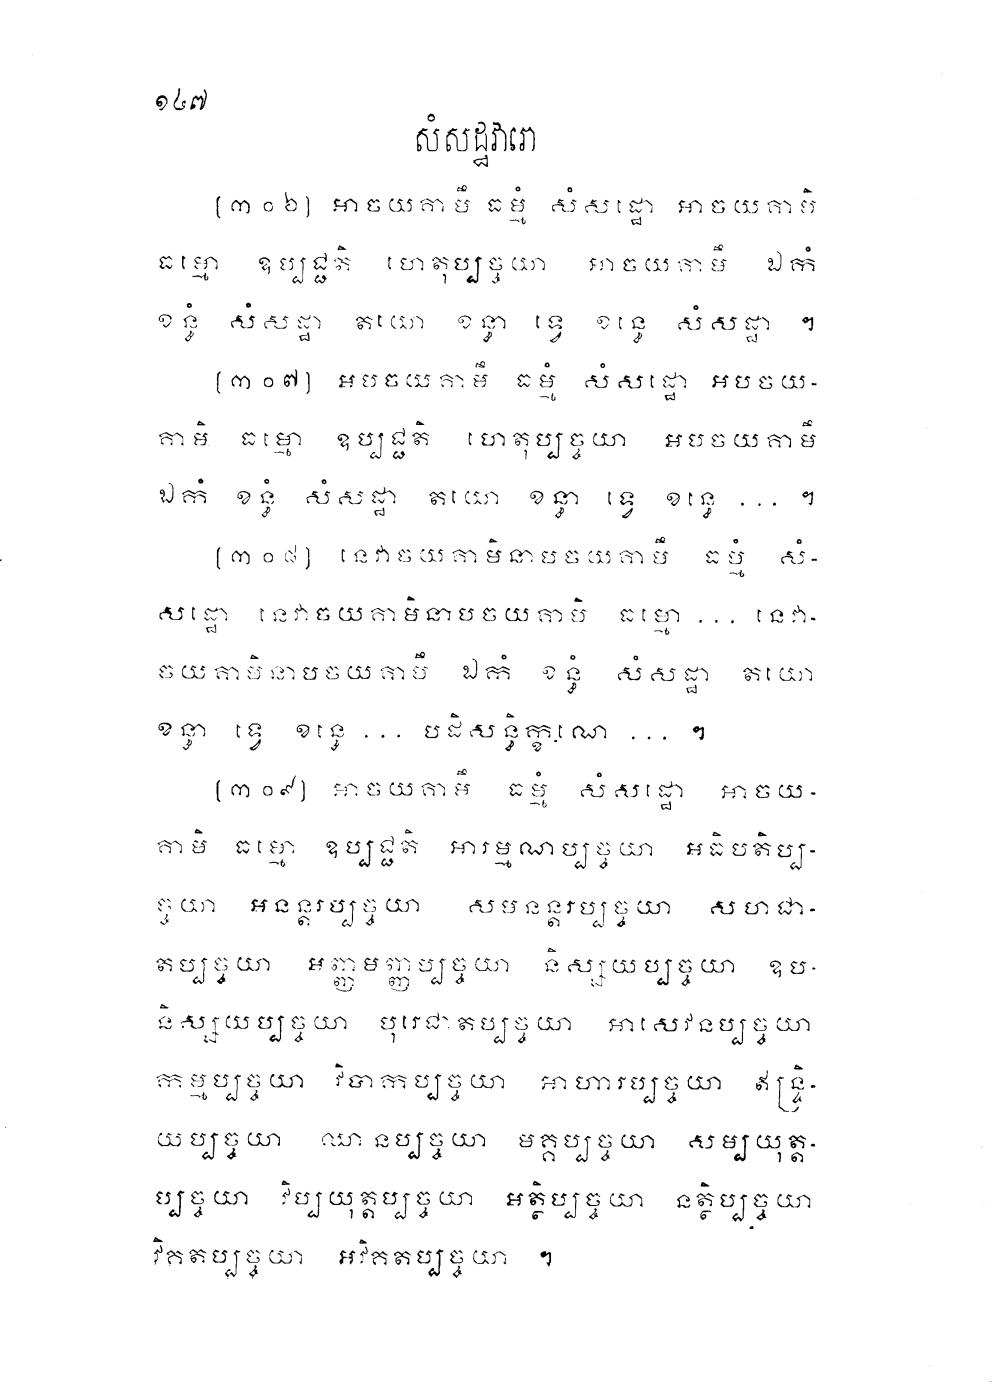 ១៤៧
សំសដ្ឋវារោ
(៣០៦) អាចយគាមឹ ធម្មំ សំសដ្ឋោ អាចយគាមិ
ធម្មោ ឧប្បជ្ជតិ ហេតុប្បច្ចយា អាចយគាមឹ ឯកំ
ខន្ធំ សំសដ្ឋា តយោ ខន្ធា ទ្វេ ខន្ធេ សំសដ្ឋា ៗ
(៣០៧) អបចយគាមឹ ធម្មំ សំសដ្ឋោ អបចយ-
គាមិ ធម្មោ ឧប្បជ្ជតិ ហេតុប្បច្ចយា អបចយគាមឹ
ឯកំ ខន្ធំ សំសដ្ឋា តយោ ខន្ធា ទ្វេ ខន្ធេ ... ៗ
(៣០៨) នេវាចយគាមិនាបចយគាមឹ ធម្មំ សំ-
សដ្ឋោ នេវាចយគាមិនាបចយគាមិ ធម្មោ ... នេវា-
ចយគាមិនាបចយគាមឹ ឯកំ ខន្ធំ សំសដ្ឋា តយោ
ខន្ធា ទ្វេ ខន្ធេ ... បដិសន្ធិក្ខណេ ... ៗ
(៣០៩) អាចយគាមឹ ធម្មំ សំសដ្ឋោ អាចយ-
គាមិ ធម្មោ ឧប្បជ្ជតិ អារម្មណប្បច្ចយា អធិបតិប្ប-
ច្ចយា អនន្តរប្បច្ចយា សមនន្តរប្បច្ចយា សហជា-
តប្បច្ចយា អញ្ញមញ្ញប្បច្ចយា និស្សយប្បច្ចយា ឧប-
និស្សយប្បច្ចយា បុរេជាតប្បច្ចយា អាសេវនប្បច្ចយា
កម្មប្បច្ចយា វិបាកប្បច្ចយា អាហារប្បច្ចយា ឥន្ទ្រិ-
យប្បច្ចយា ឈានប្បច្ចយា មគ្គប្បច្ចយា សម្បយុត្ត-
ប្បច្ចយា វិប្បយុត្តប្បច្ចយា អត្ថិប្បច្ចយា នត្ថិប្បច្ចយា
វិគតប្បច្ចយា អវិគតប្បច្ចយា ៗ